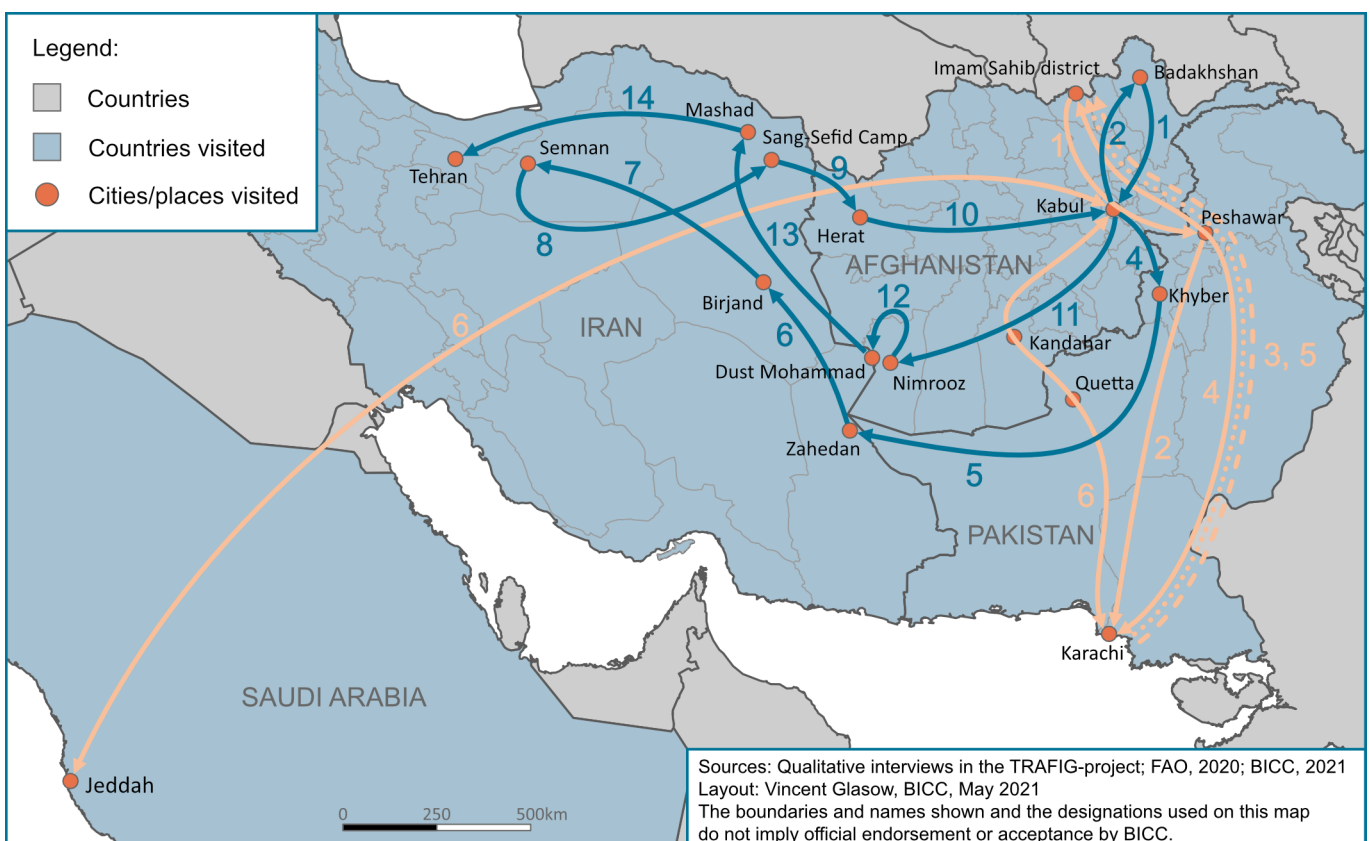 Legend:
Countries
Countries visited
Cities/places visited
Imam Sahib district
Badakhshan
14
Mashad
Sang-Sefid Camp
1
2
1
Semnan
Tehran
7
9
Kabul
Peshawar
8
Herat
10
13
AFGHANISTAN
4
Khyber
Birjand
12
6
IRAN
6
11
Kandahar
3, 5
Dust Mohammad
Nimrooz
Quetta
4
Zahedan
2
5
6
PAKISTAN
Karachi
SAUDI ARABIA
Jeddah
0 250 500km
Sources: Qualitative interviews in the TRAFIG-project; FAO, 2020; BICC, 2021
Layout: Vincent Glasow, BICC, May 2021
The boundaries and names shown and the designations used on this map
do not imply official endorsement or acceptance by BICC.